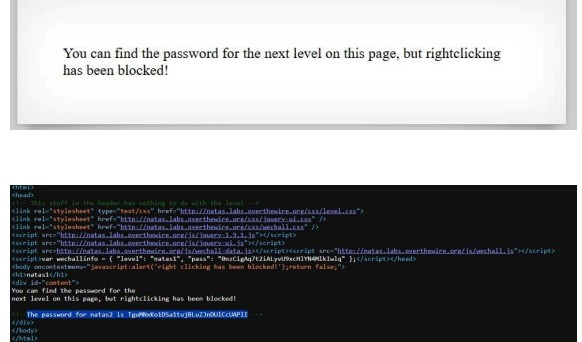 You can find the password for the next level on this page, but rightclicking
has been blocked!
<html>
<head>
<!-- This stuff in the header has nothing to do with the level -->
<link rel="stylesheet" type="text/css" href="http://natas.labs.overthewire.org/css/level.css">
<link rel="stylesheet" href="http://natas.labs.overthewire.org/css/jquery-ui.css" />
<link rel="stylesheet" href="http://natas.labs.overthewire.org/css/wechall.css" />
<script src="http://natas.labs.overthewire.org/js/jquery-1.9.1.js"></script>
<script src="http://natas.labs.overthewire.org/js/jquery-ui.js"></script>
<script src=http://natas.labs.overthewire.org/js/wechall-data.js></script><script src="http://natas.labs.overthewire.org/js/wechall.js"></script>
<script>var wechallinfo = { "level": "natas1", "pass": };</script></head>
<body oncontextmenu="javascript:alert('right clicking has been blocked!');return false;">
<h1>natas1</h1>
<div id="content">
You can find the password for the
next level on this page, but rightclicking has been blocked!
<!--The password for natas2 is -->
</div>
</body>
</html>